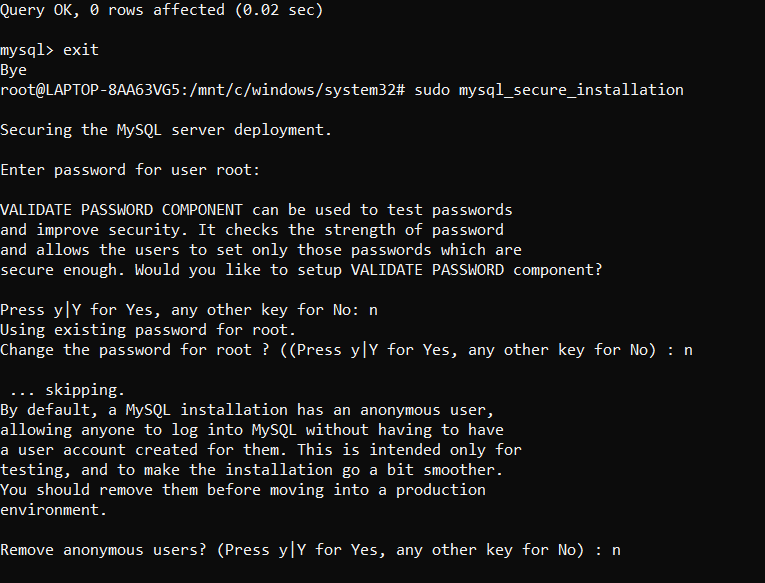 Query OK, 0 rows affected (0.02 sec)
mysql> exit
Bye
root@LAPTOP-8AA63VG5:/mnt/c/windows/system32# sudo mysql_secure_installation
Securing the MySQL server deployment.
Enter password for user root:
VALIDATE PASSWORD COMPONENT can be used to test passwords
and improve security. It checks the strength of password
and allows the users to set only those passwords which are
secure enough. Would you like to setup VALIDATE PASSWORD component?
Press y|Y for Yes, any other key for No: n
Using existing password for root.
Change the password for root ? ((Press y|Y for Yes, any other key for No) : n
... skipping.
By default, a MySQL installation has an anonymous user,
allowing anyone to log into MySQL without having to have
a user account created for them. This is intended only for
testing, and to make the installation go a bit smoother.
You should remove them before moving into a production
environment.
Remove anonymous users? (Press y|Y for Yes, any other key for No) : n